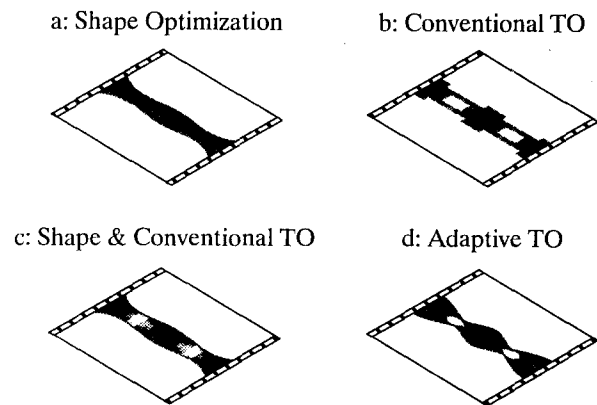 a: Shape Optimization
b: Conventional TO
c: Shape & Conventional TO
d: Adaptive TO